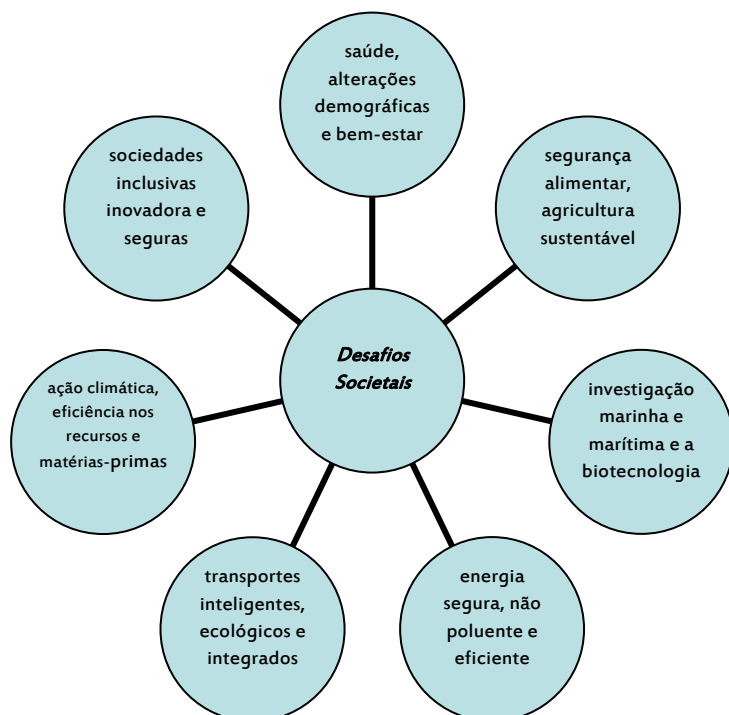 saúde,
alterações
demográficas
e bem-estar
sociedades
inclusivas
inovadora e
seguras
segurança
alimentar,
agricultura
sustentável
Desafios
Societais
ação climática,
eficiência nos
recursos e
matérias-primas
investigação
marinha e
marítima e a
biotecnologia
transportes
inteligentes,
ecológicos e
integrados
energia
segura, não
poluente e
eficiente